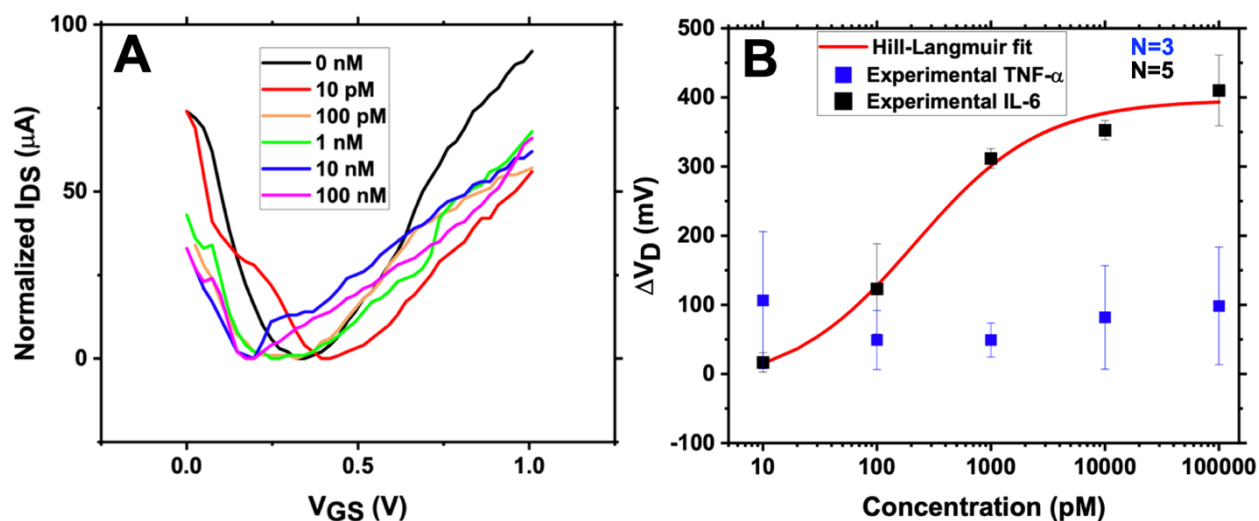 A
Normalized IDS (μA)
100
50
0
0 nM
10 pM
100 pM
1 nM
10 nM
100 nM
0.0
0.5
1.0
VGS (V)
B
ΔVD (mV)
500
400
300
200
100
0
-100
Hill-Langmuir fit
Experimental TNF-α
Experimental IL-6
N=3
N=5
10
100
1000
10000
100000
Concentration (pM)